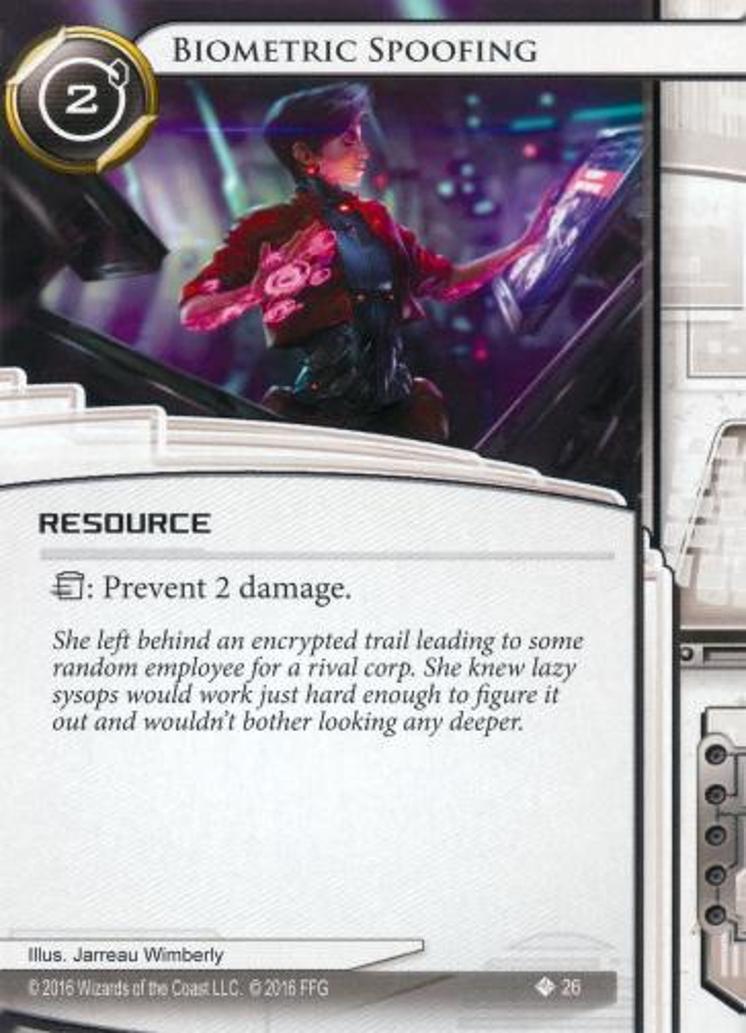 BIOMETRIC SPOOFING
2
RESOURCE
: Prevent 2 damage.
She left behind an encrypted trail leading to some
random employee for a rival corp. She knew lazy
sysops would work just hard enough to figure it
out and wouldn't bother looking any deeper.
Illus. Jarreau Wimberly
© 2016 Wizards of the Coast LLC. © 2016 FFG
26